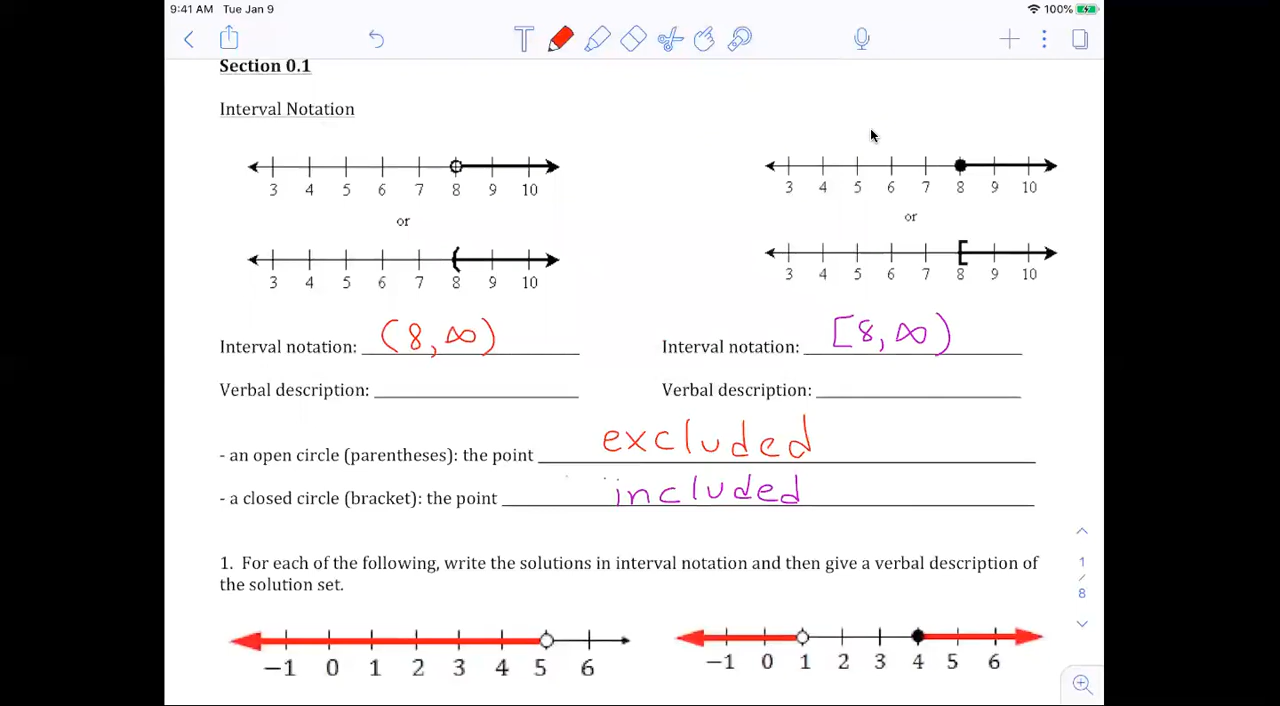 9:41 AM Tue Jan 9 100%
Section 0.1
Interval Notation
3 4 5 6 7 8 9 10
3 4 5 6 7 8 9 10
or
or
3 4 5 6 7 8 9 10
3 4 5 6 7 8 9 10
Interval notation: (8, ∞)
Interval notation: [8, ∞)
Verbal description:
Verbal description:
- an open circle (parentheses): the point excluded
- a closed circle (bracket): the point included
1. For each of the following, write the solutions in interval notation and then give a verbal description of
the solution set.
−1 0 1 2 3 4 5 6
−1 0 1 2 3 4 5 6
1
/
8